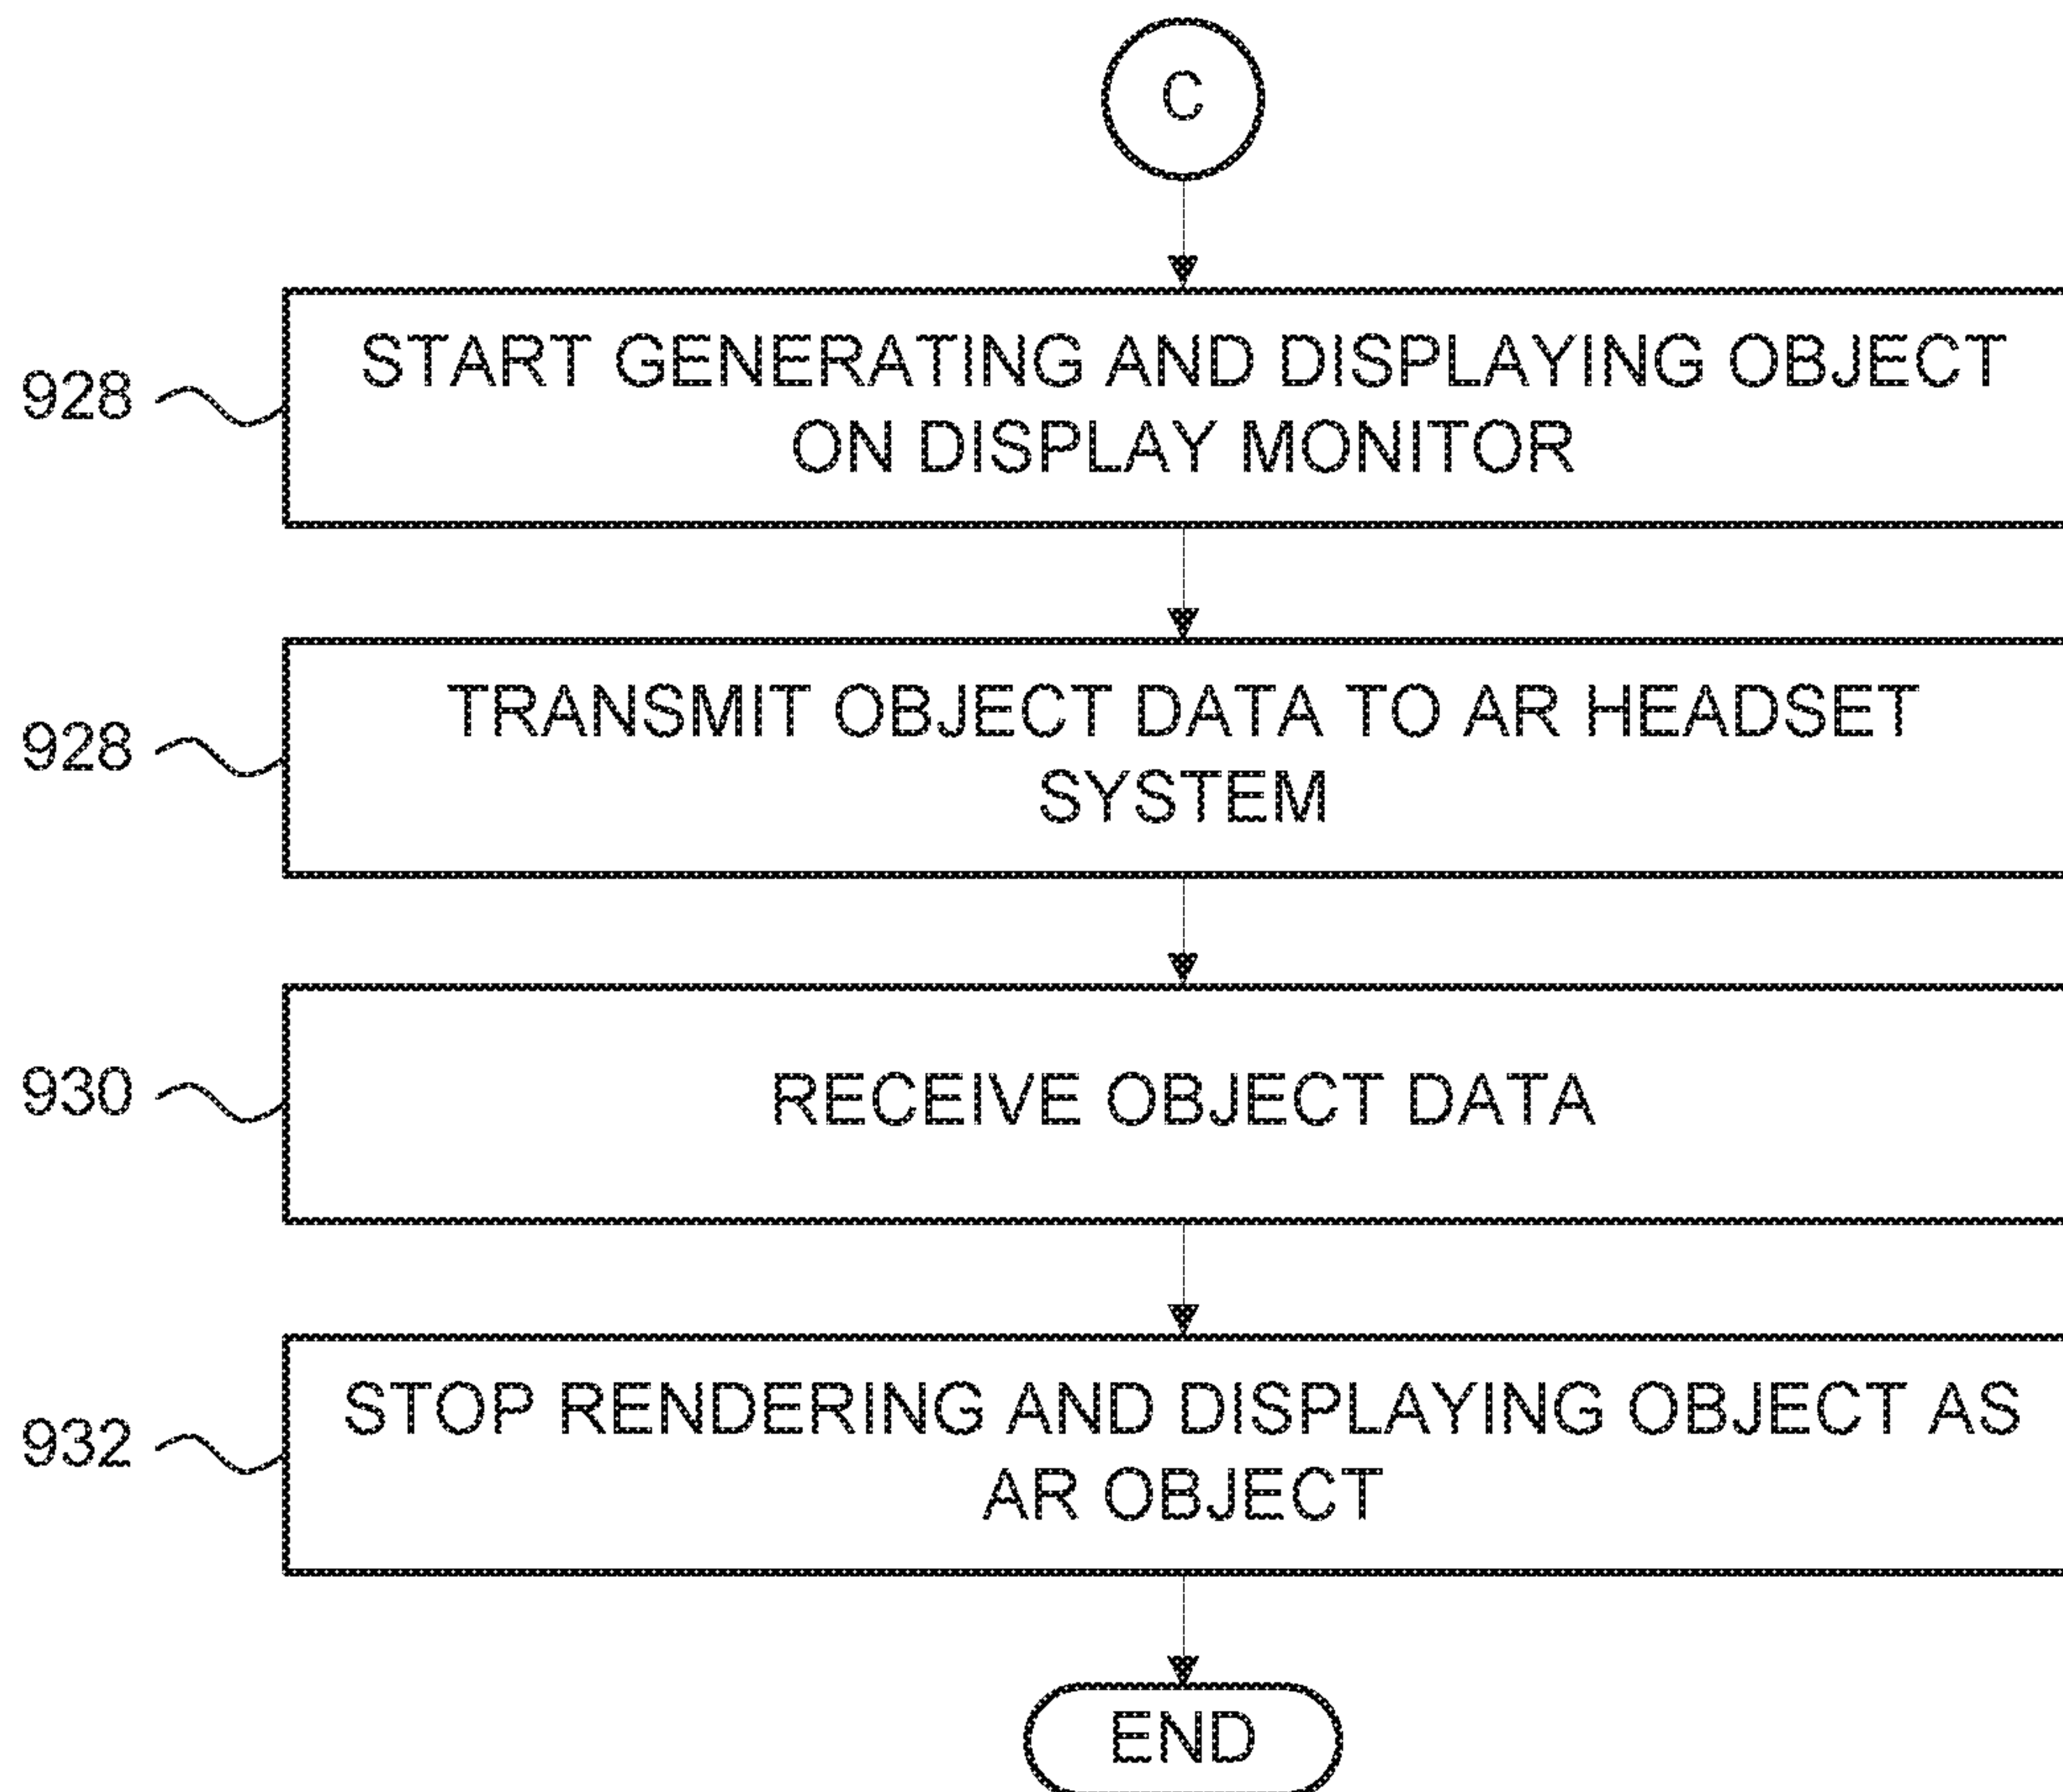 C
928
START GENERATING AND DISPLAYING OBJECT
ON DISPLAY MONITOR
928
TRANSMIT OBJECT DATA TO AR HEADSET
SYSTEM
930
RECEIVE OBJECT DATA
932
STOP RENDERING AND DISPLAYING OBJECT AS
AR OBJECT
END